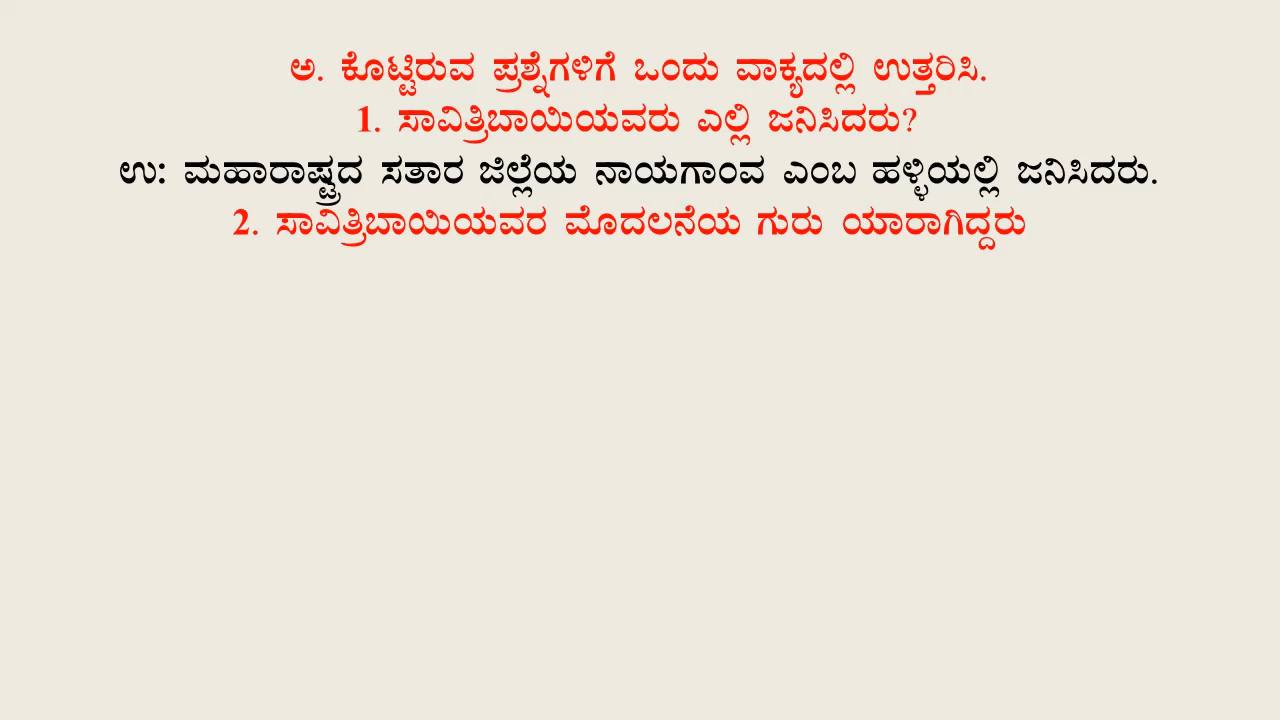 ಅ. ಕೊಟ್ಟಿರುವ ಪ್ರಶ್ನೆಗಳಿಗೆ ಒಂದು ವಾಕ್ಯದಲ್ಲಿ ಉತ್ತರಿಸಿ.
1. ಸಾವಿತ್ರಿಬಾಯಿಯವರು ಎಲ್ಲಿ ಜನಿಸಿದರು?
ಉ: ಮಹಾರಾಷ್ಟ್ರದ ಸತಾರ ಜಿಲ್ಲೆಯ ನಾಯಗಾಂವ ಎಂಬ ಹಳ್ಳಿಯಲ್ಲಿ ಜನಿಸಿದರು.
2. ಸಾವಿತ್ರಿಬಾಯಿಯವರ ಮೊದಲನೆಯ ಗುರು ಯಾರಾಗಿದ್ದರು